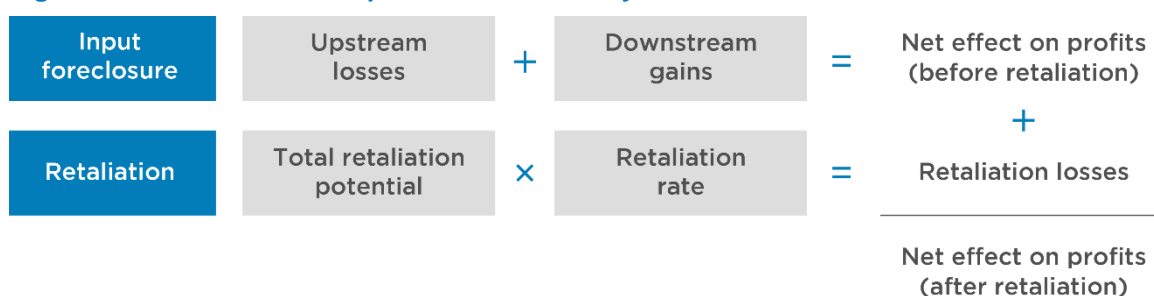 Input foreclosure
Upstream losses
+
Downstream gains
=
Net effect on profits
(before retaliation)
+
Retaliation
Total retaliation potential
×
Retaliation rate
=
Retaliation losses
Net effect on profits
(after retaliation)